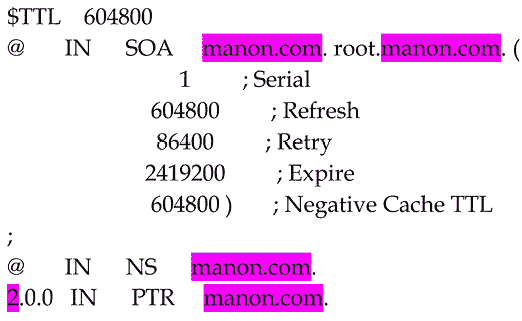 $TTL 604800
@ IN SOA manon.com. root.manon.com. (
1 ; Serial
604800 ; Refresh
86400 ; Retry
2419200 ; Expire
604800 ) ; Negative Cache TTL
;
@ IN NS manon.com.
2.0.0 IN PTR manon.com.